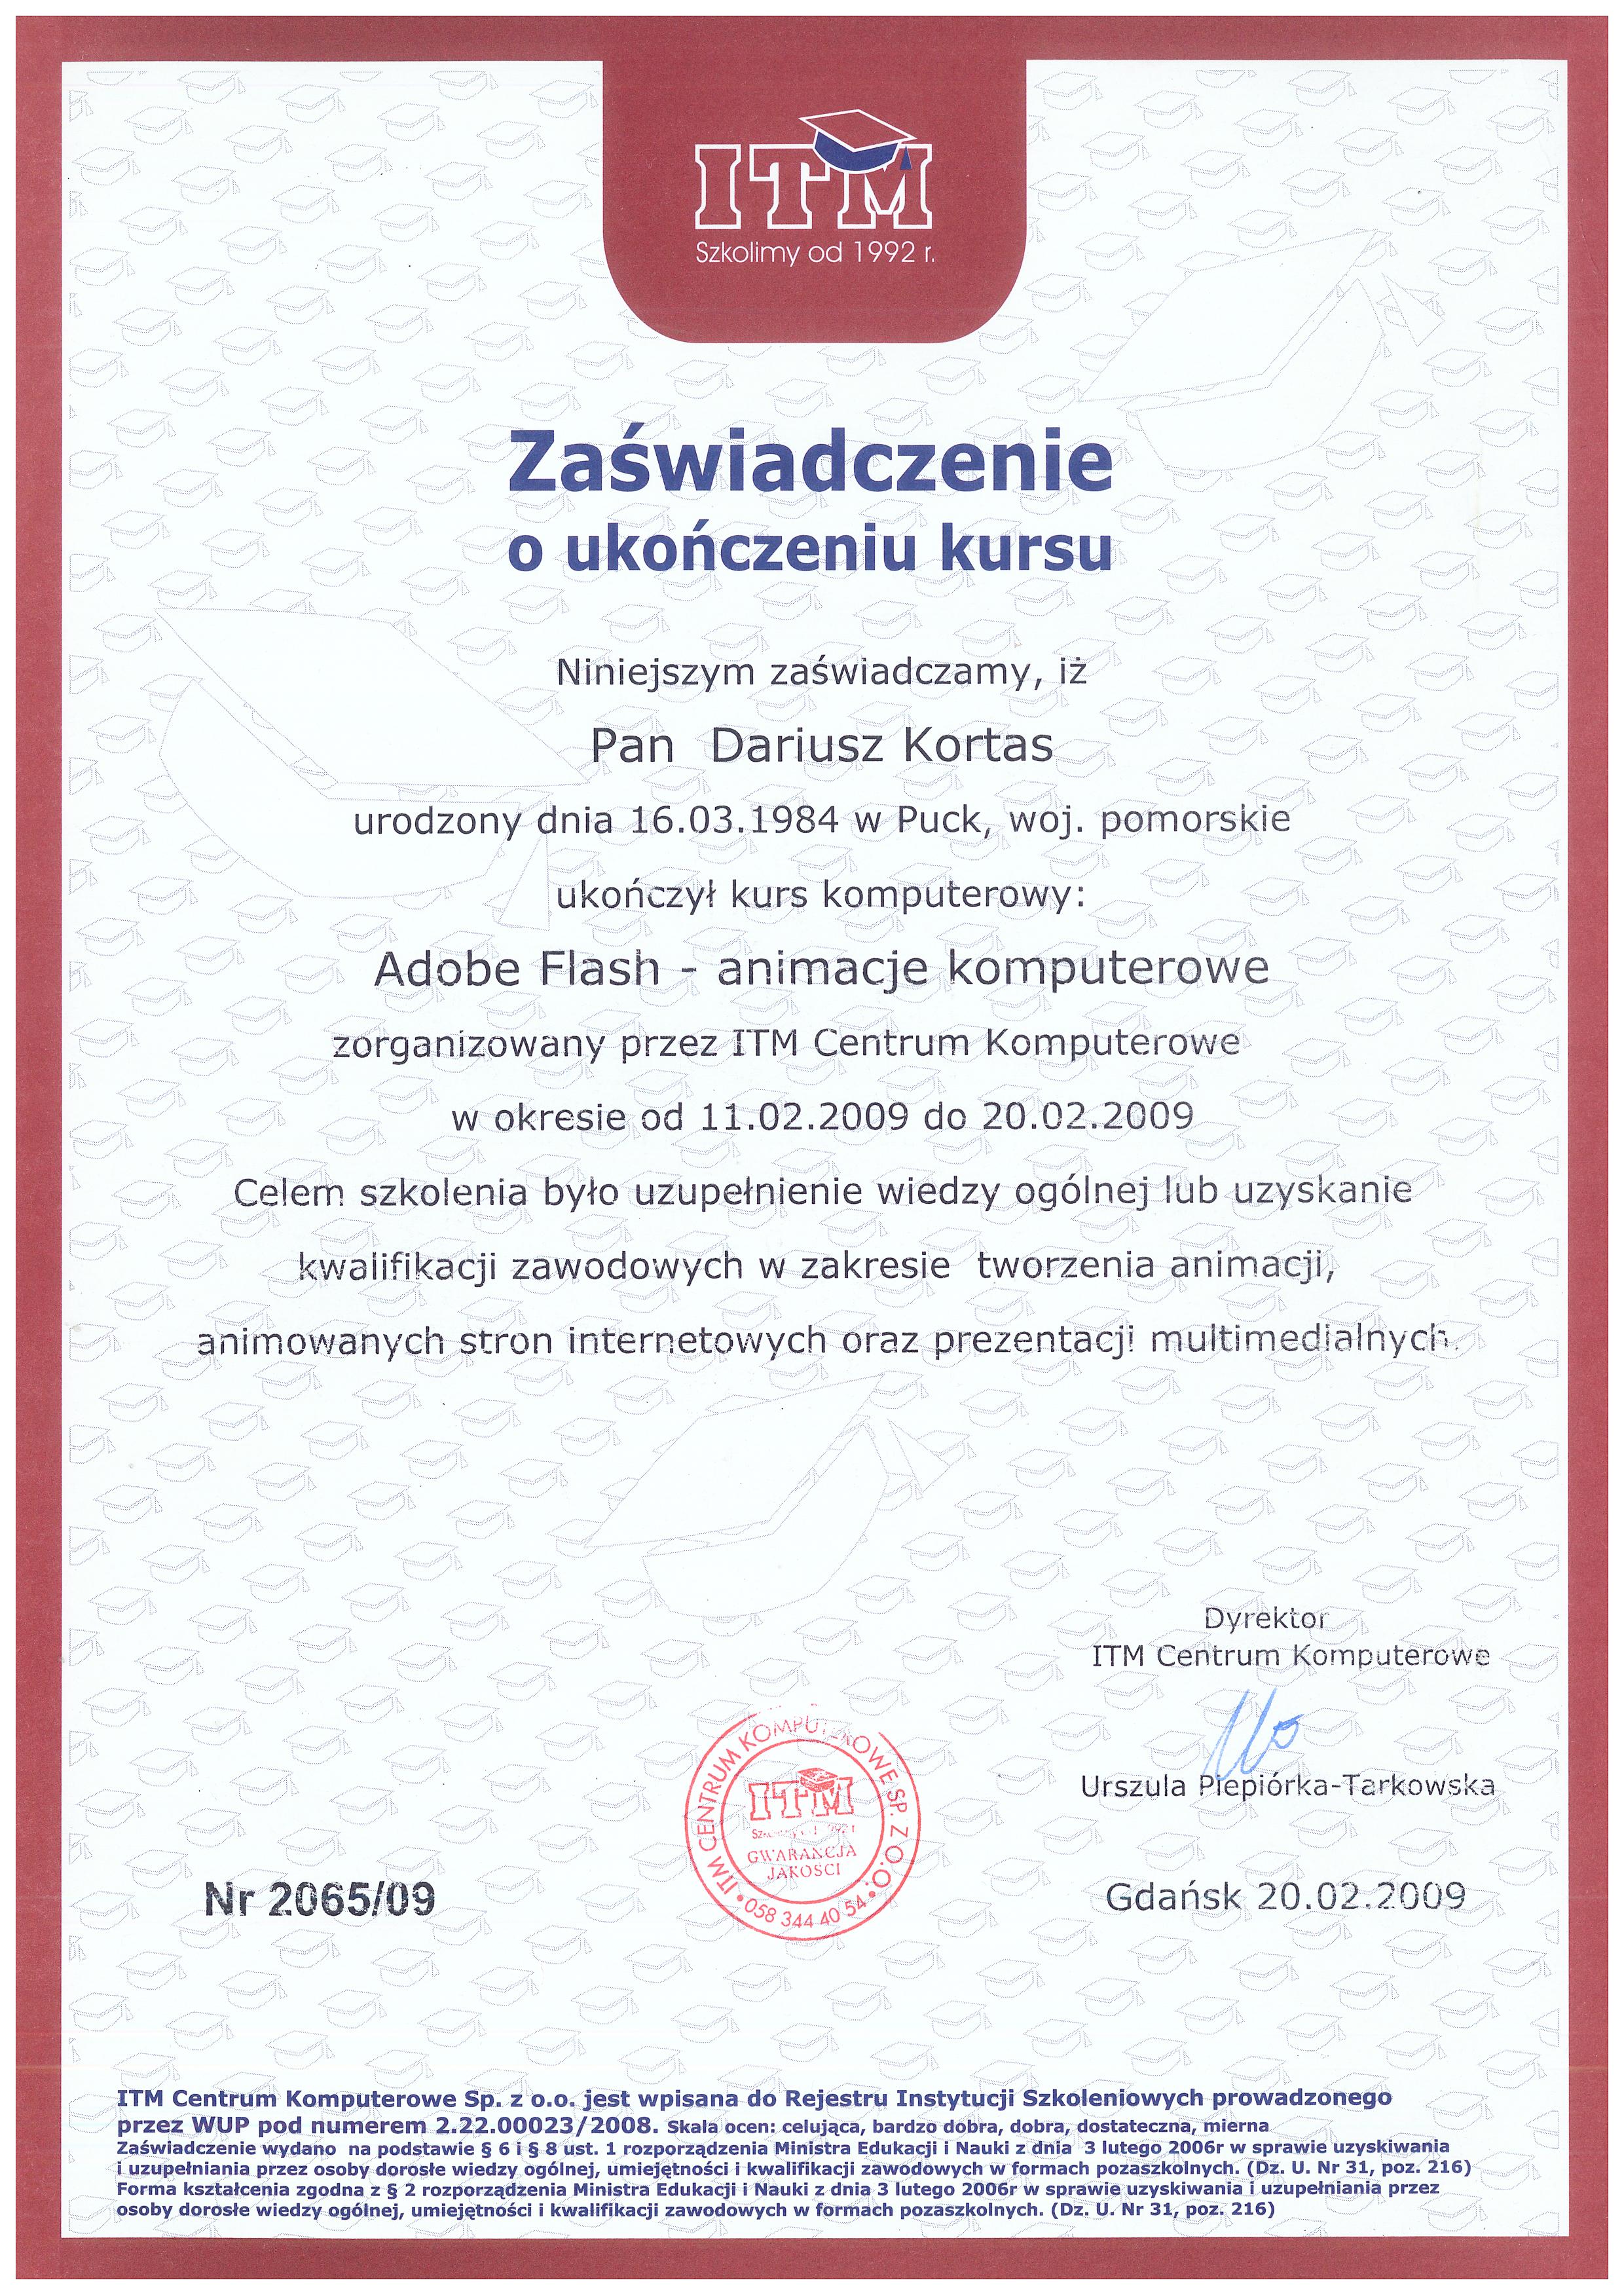 ITM
Szkolimy od 1992 r.
Zaświadczenie
o ukończeniu kursu
Niniejszym zaświadczamy, iż
Pan Dariusz Kortas
urodzony dnia 16.03.1984 w Puck, woj. pomorskie
ukończył kurs komputerowy:
Adobe Flash - animacje komputerowe
zorganizowany przez ITM Centrum Komputerowe
w okresie od 11.02.2009 do 20.02.2009
Celem szkolenia było uzupełnienie wiedzy ogólnej lub uzyskanie
kwalifikacji zawodowych w zakresie tworzenia animacji,
animowanych stron internetowych oraz prezentacji multimedialnych.
Dyrektor
ITM Centrum Komputerowe
Urszula Piepiórka-Tarkowska
ITM CENTRUM KOMPUTEROWE SP. Z O.O.
ITM
Szkolimy od 1992 r
GWARANCJA
JAKOŚCI
058 344 40 54
Nr 2065/09
Gdańsk 20.02.2009
ITM Centrum Komputerowe Sp. z o.o. jest wpisana do Rejestru Instytucji Szkoleniowych prowadzonego
przez WUP pod numerem 2.22.00023/2008. Skala ocen: celująca, bardzo dobra, dobra, dostateczna, mierna
Zaświadczenie wydano na podstawie § 6 i § 8 ust. 1 rozporządzenia Ministra Edukacji i Nauki z dnia 3 lutego 2006r w sprawie uzyskiwania
i uzupełniania przez osoby dorosłe wiedzy ogólnej, umiejętności i kwalifikacji zawodowych w formach pozaszkolnych. (Dz. U. Nr 31, poz. 216)
Forma kształcenia zgodna z § 2 rozporządzenia Ministra Edukacji i Nauki z dnia 3 lutego 2006r w sprawie uzyskiwania i uzupełniania przez
osoby dorosłe wiedzy ogólnej, umiejętności i kwalifikacji zawodowych w formach pozaszkolnych. (Dz. U. Nr 31, poz. 216)